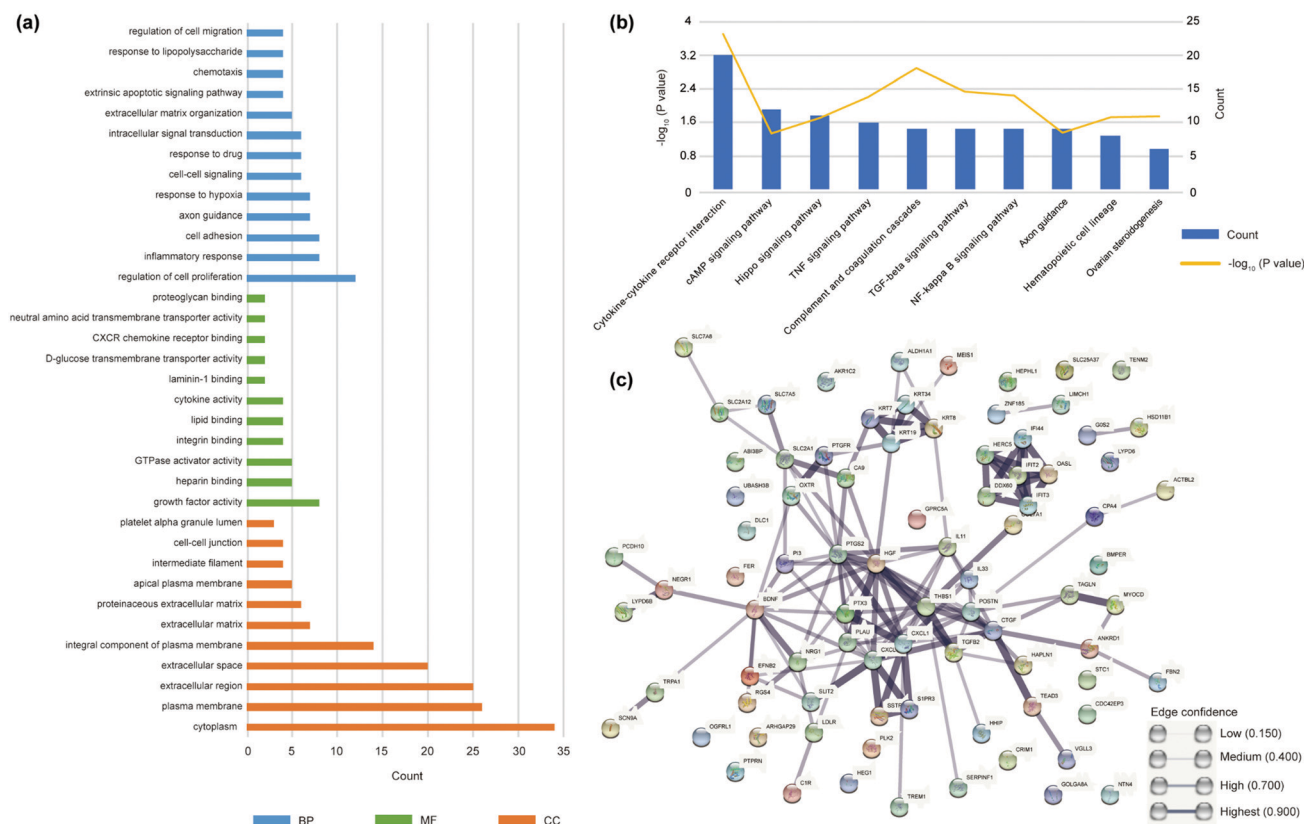 (a)
regulation of cell migration
response to lipopolysaccharide
chemotaxis
extrinsic apoptotic signaling pathway
extracellular matrix organization
intracellular signal transduction
response to drug
cell-cell signaling
response to hypoxia
axon guidance
cell adhesion
inflammatory response
regulation of cell proliferation
proteoglycan binding
neutral amino acid transmembrane transporter activity
CXCR chemokine receptor binding
D-glucose transmembrane transporter activity
laminin-1 binding
cytokine activity
lipid binding
integrin binding
GTPase activator activity
heparin binding
growth factor activity
platelet alpha granule lumen
cell-cell junction
intermediate filament
apical plasma membrane
proteinaceous extracellular matrix
extracellular matrix
integral component of plasma membrane
extracellular space
extracellular region
plasma membrane
cytoplasm
0 5 10 15 20 25 30 35
Count
BP MF CC
(b)
4
3.2
2.4
1.6
0.8
0
-log10 (P value)
25
20
15
10
5
0
Count
Cytokine-cytokine receptor interaction
cAMP signaling pathway
Hippo signaling pathway
TNF signaling pathway
Complement and coagulation cascades
TGF-beta signaling pathway
NF-kappa B signaling pathway
Axon guidance
Hematopoietic cell lineage
Ovarian steroidogenesis
Count
-log10 (P value)
(c)
SLC7A6
ALDH1A1
MEIS1
SLC25A37
TENM2
HEPHL1
AKR1C2
SLC2A12
SLC7A5
KRT7
KRT34
KRT8
KRT19
ZNF185
LIMCH1
G0S2
HSD11B1
IFI44
HERC5
IFIT2
OASL
DDX60
IFIT3
LYPD6
ABI3BP
SLC2A1
PTGFR
CA9
UBASH3B
OXTR
ACTBL2
CPA4
DLC1
GPRC5A
IL11
PCDH10
NEGR1
FER
PI3
PTGS2
HGF
IL33
BMPER
LYPD6B
BDNF
PTX3
THBS1
POSTN
TAGLN
MYOCD
PLAU
CXCL1
CTGF
NRG1
CXCL
TGFB2
HAPLN1
ANKRD1
EFNB2
STC1
FBN2
TRPA1
RGS4
SLIT2
SSTR
S1PR3
TEAD3
CDC42EP3
SCN9A
OGFRL1
ARHGAP29
LDLR
PLK2
HHIP
CRIM1
VGLL3
PTPRN
C1R
HEG1
TREM1
SERPINF1
GOLGA8A
NTN4
Edge confidence
Low (0.150)
Medium (0.400)
High (0.700)
Highest (0.900)